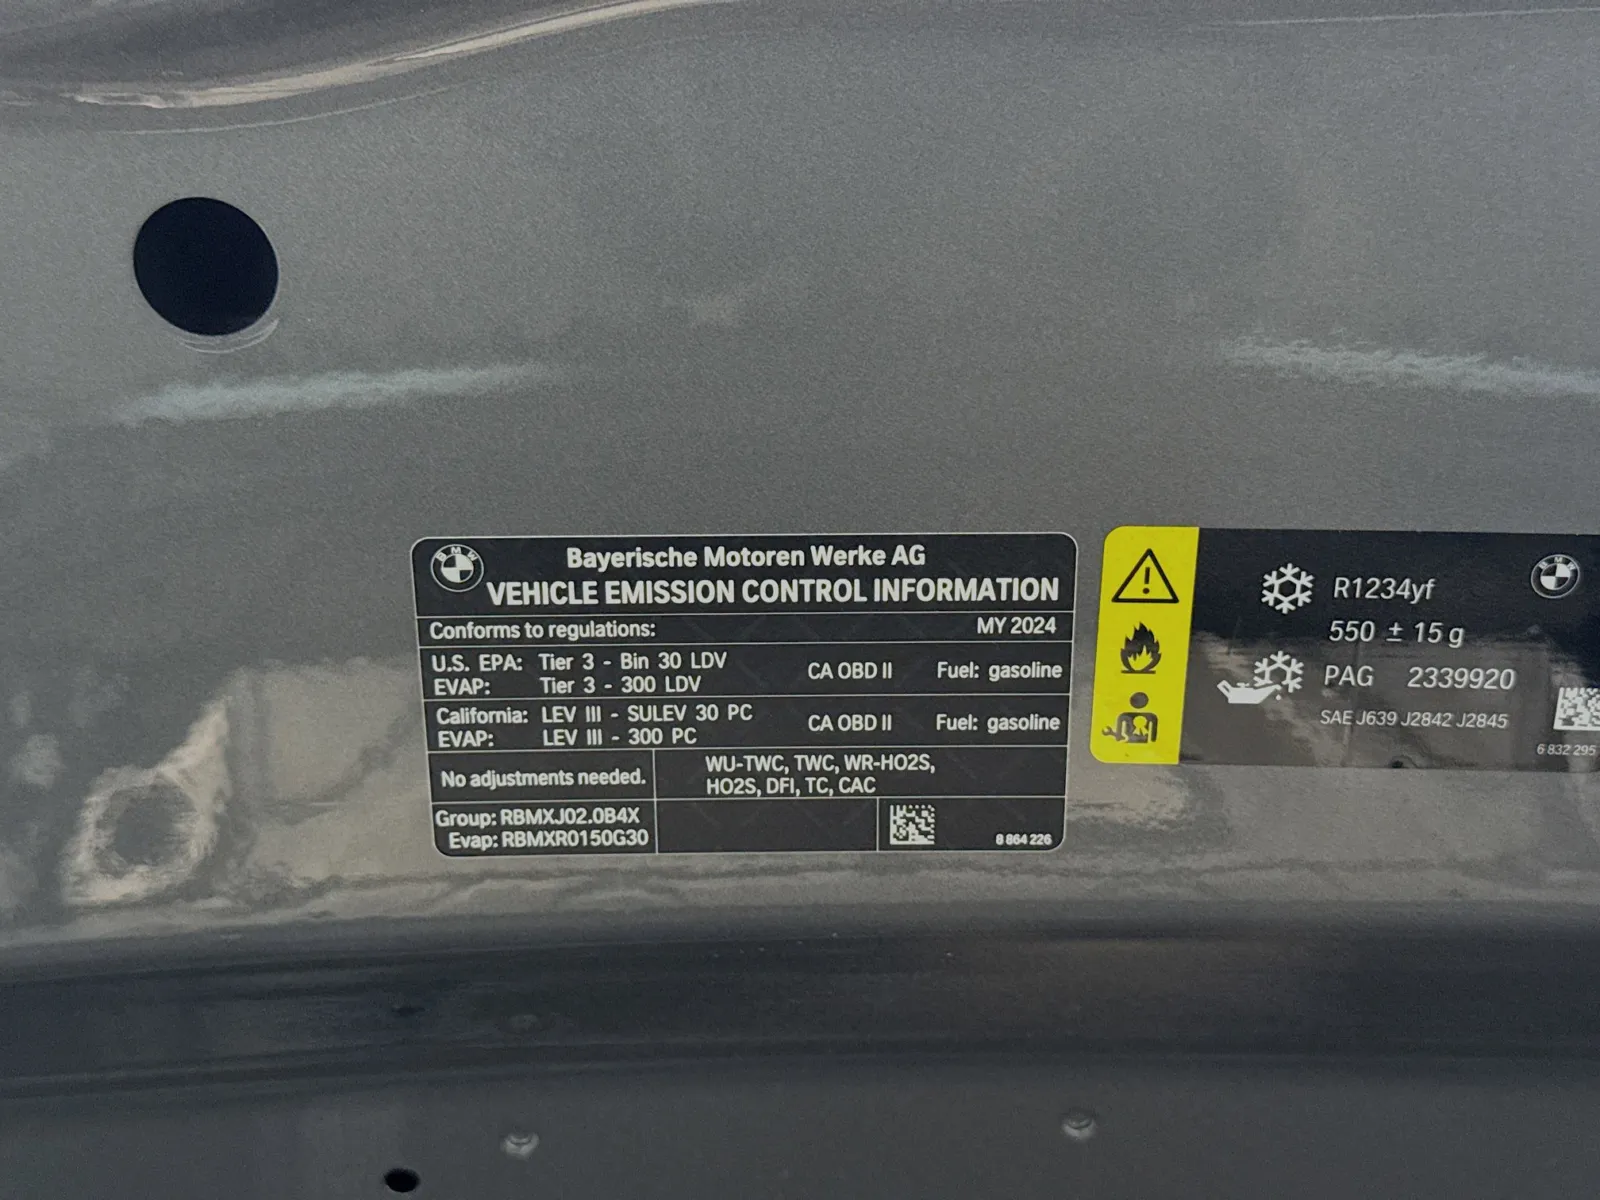 BMW
Bayerische Motoren Werke AG
VEHICLE EMISSION CONTROL INFORMATION
Conforms to regulations: MY 2024
U.S. EPA: Tier 3 - Bin 30 LDV CA OBD II Fuel: gasoline
EVAP: Tier 3 - 300 LDV
California: LEV III - SULEV 30 PC CA OBD II Fuel: gasoline
EVAP: LEV III - 300 PC
No adjustments needed.
WU-TWC, TWC, WR-HO2S,
HO2S, DFI, TC, CAC
Group: RBMXJ02.0B4X
Evap: RBMXR0150G30
8 864 226
R1234yf
BMW
550 ± 15 g
PAG 2339920
SAE J639 J2842 J2845
6 832 295